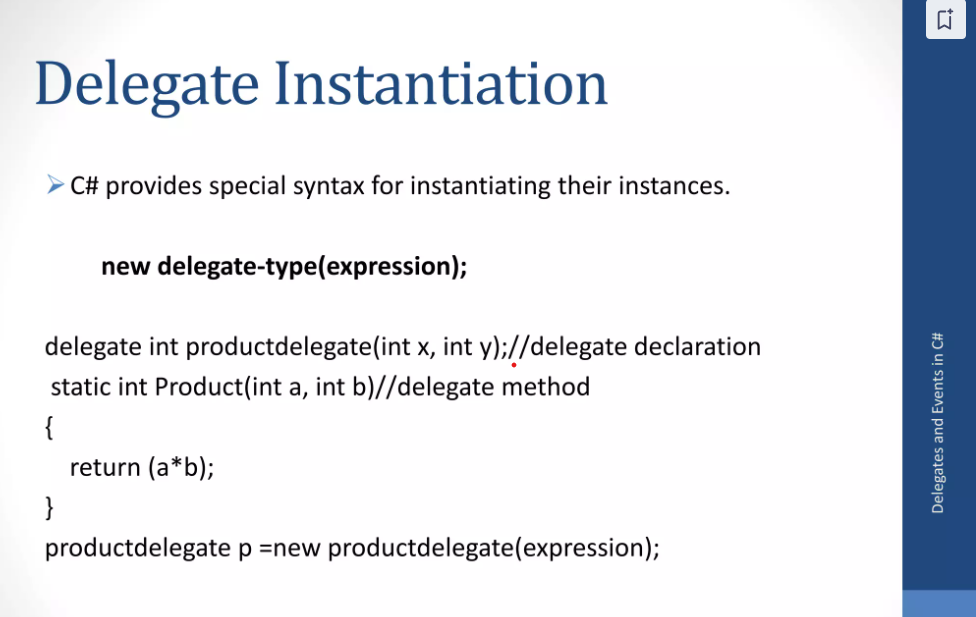 Delegate Instantiation
C# provides special syntax for instantiating their instances.
new delegate-type(expression);
delegate int productdelegate(int x, int y);//delegate declaration
static int Product(int a, int b)//delegate method
{
return (a*b);
}
productdelegate p =new productdelegate(expression);
Delegates and Events in C#